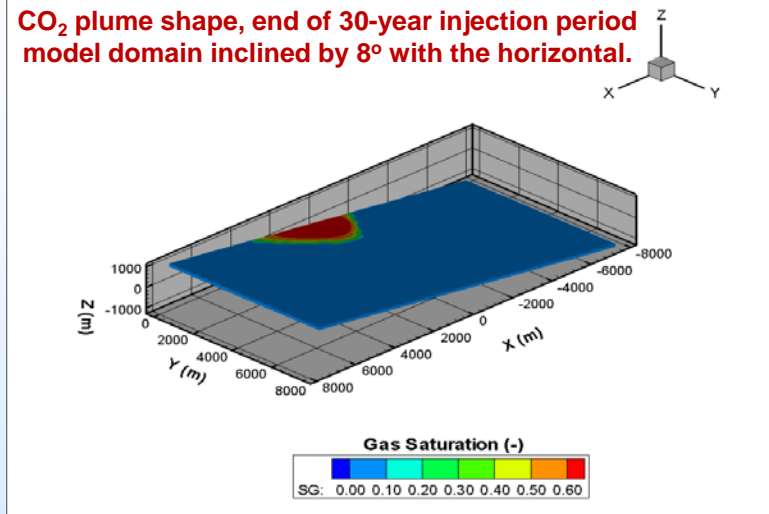 CO₂ plume shape, end of 30-year injection period
model domain inclined by 8º with the horizontal.
Z
X
Y
1000
0
-1000
Z (m)
0
2000
4000
6000
8000
Y (m)
8000
6000
4000
2000
0
-2000
-4000
-6000
-8000
X (m)
Gas Saturation (-)
SG: 0.00 0.10 0.20 0.30 0.40 0.50 0.60